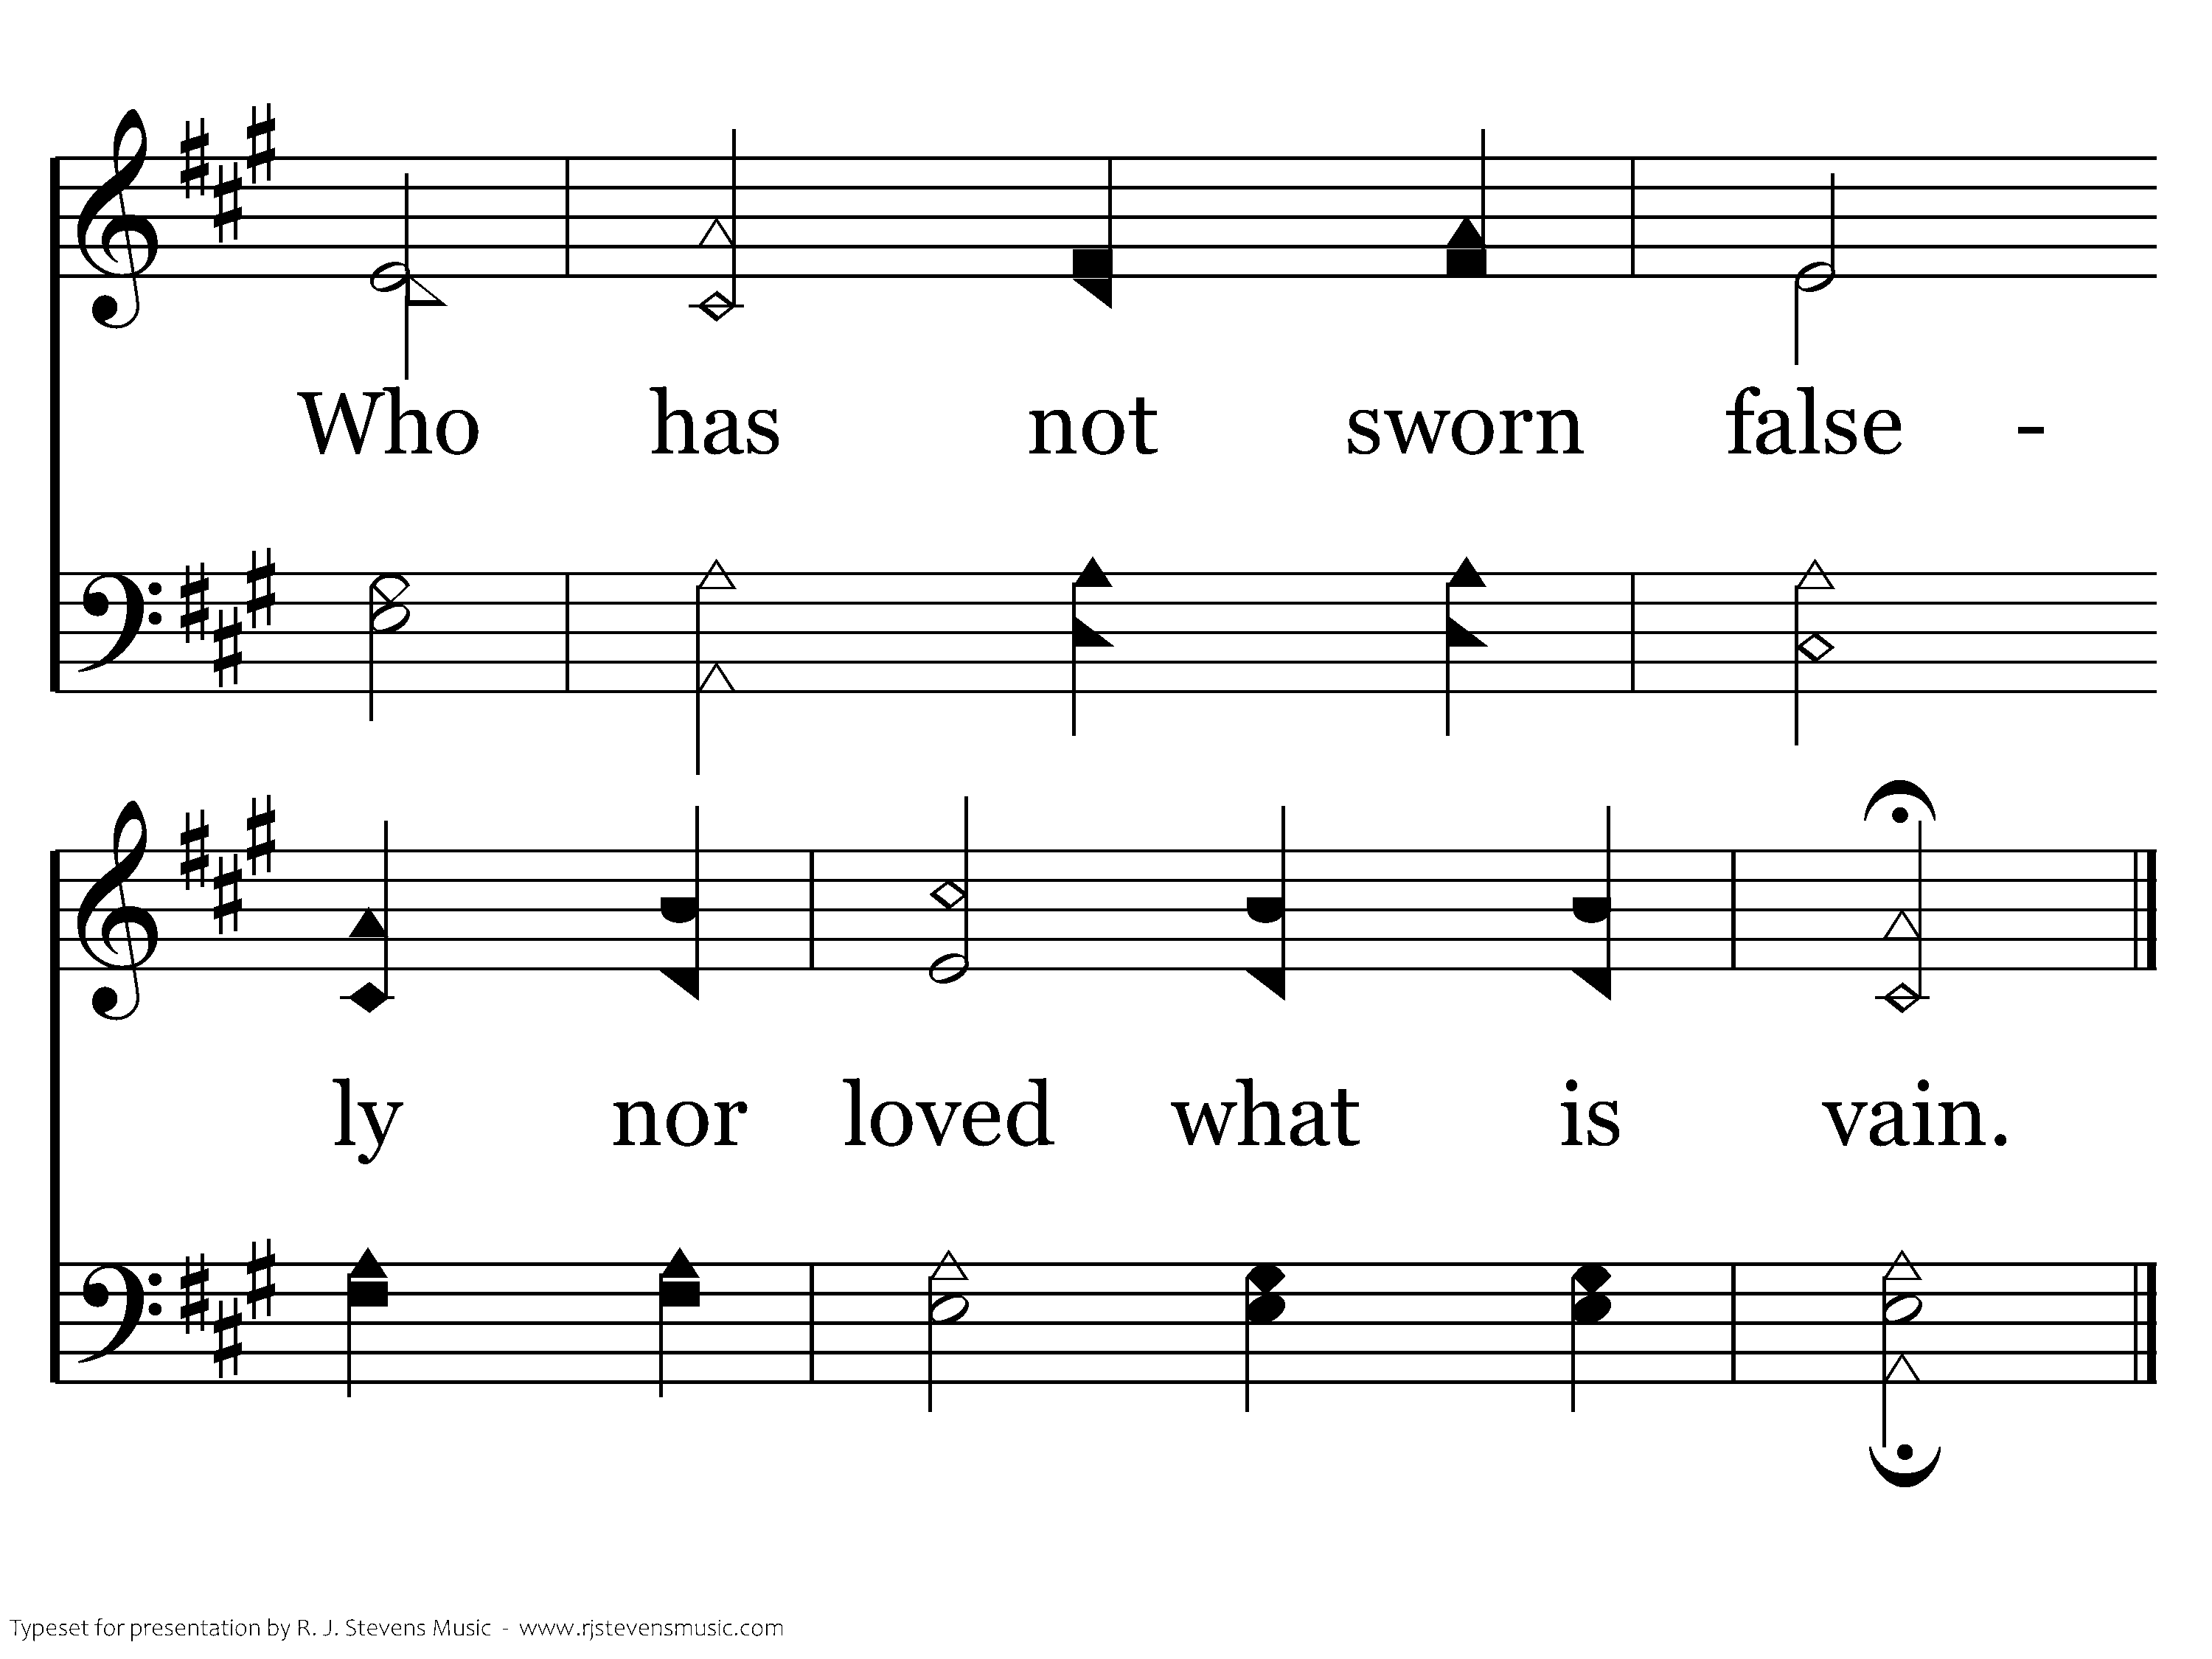 Who has not sworn false -
ly nor loved what is vain.
Typeset for presentation by R. J. Stevens Music - www.rjstevensmusic.com